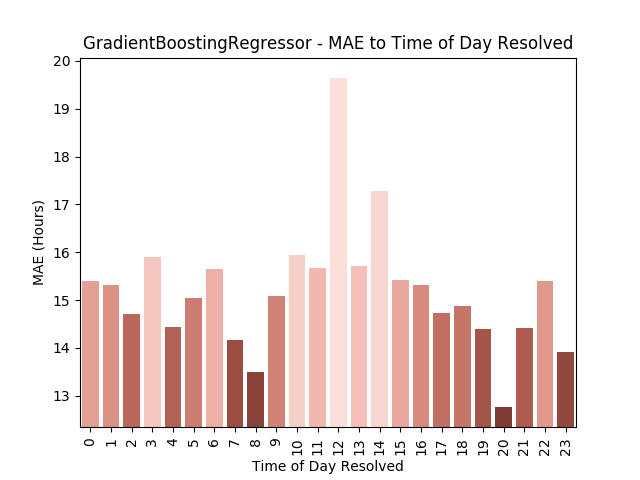 GradientBoostingRegressor - MAE to Time of Day Resolved
20
19
18
17
16
15
14
13
MAE (Hours)
0 1 2 3 4 5 6 7 8 9 10 11 12 13 14 15 16 17 18 19 20 21 22 23
Time of Day Resolved